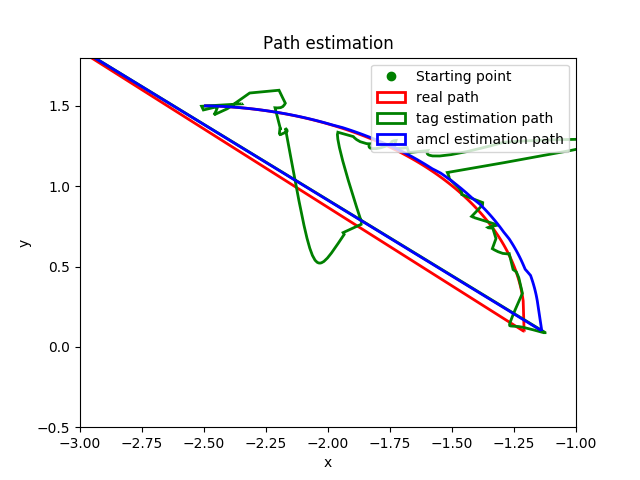 Path estimation
Starting point
real path
tag estimation path
amcl estimation path
y
1.5
1.0
0.5
0.0
−0.5
−3.00 −2.75 −2.50 −2.25 −2.00 −1.75 −1.50 −1.25 −1.00
x